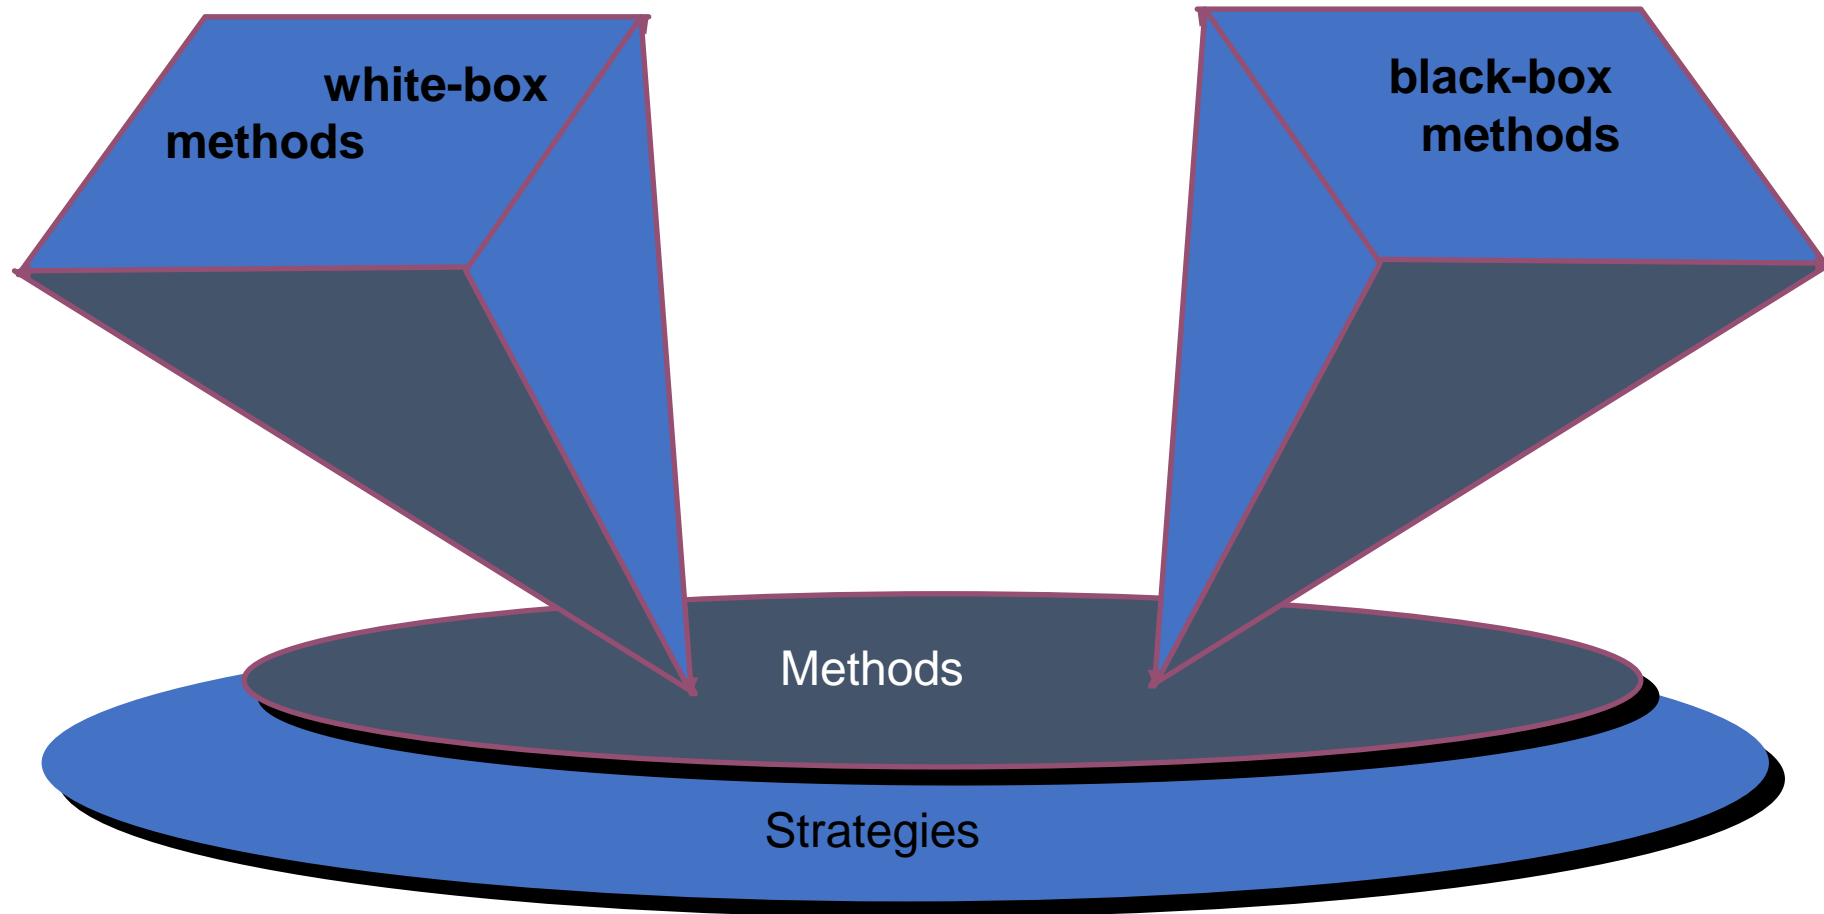 white-box
methods
black-box
methods
Methods
Strategies